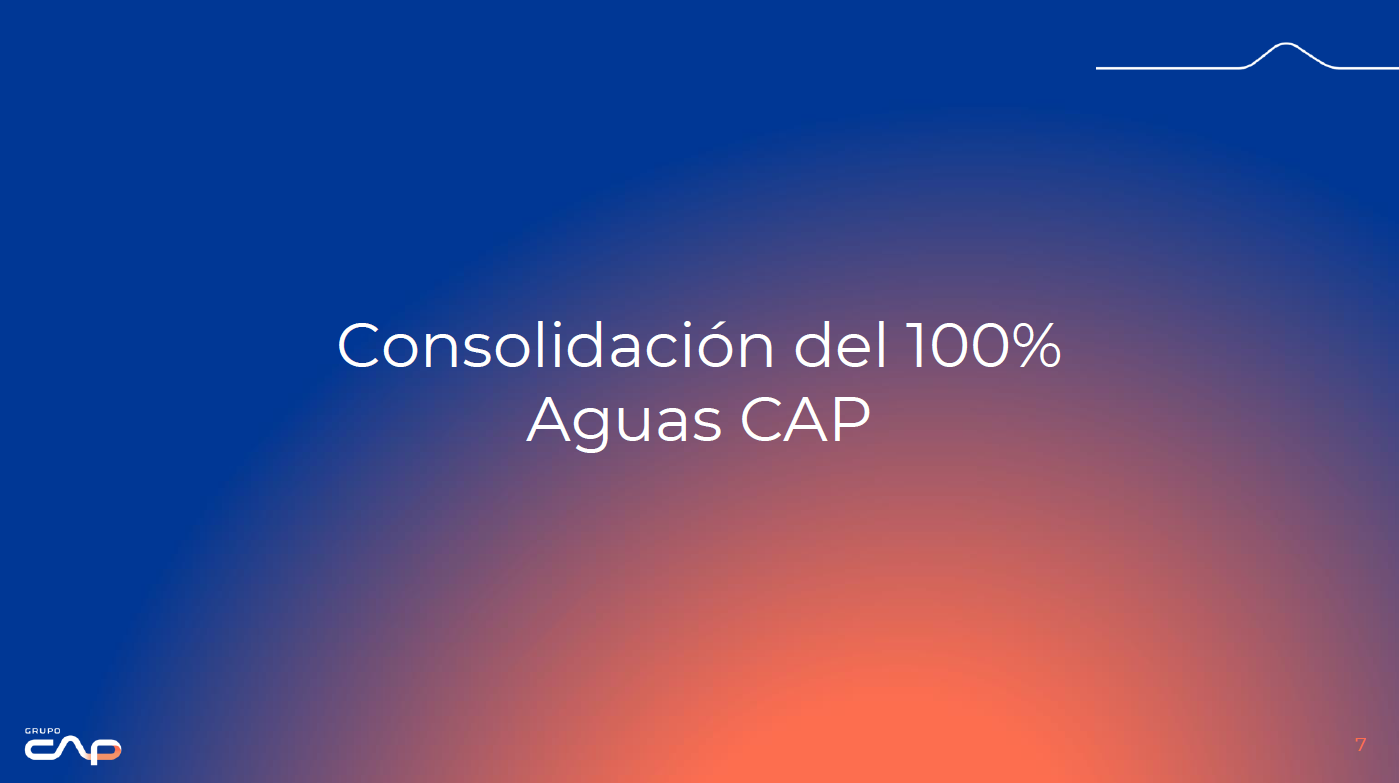 Consolidación del 100%
Aguas CAP
GRUPO
CAP
7